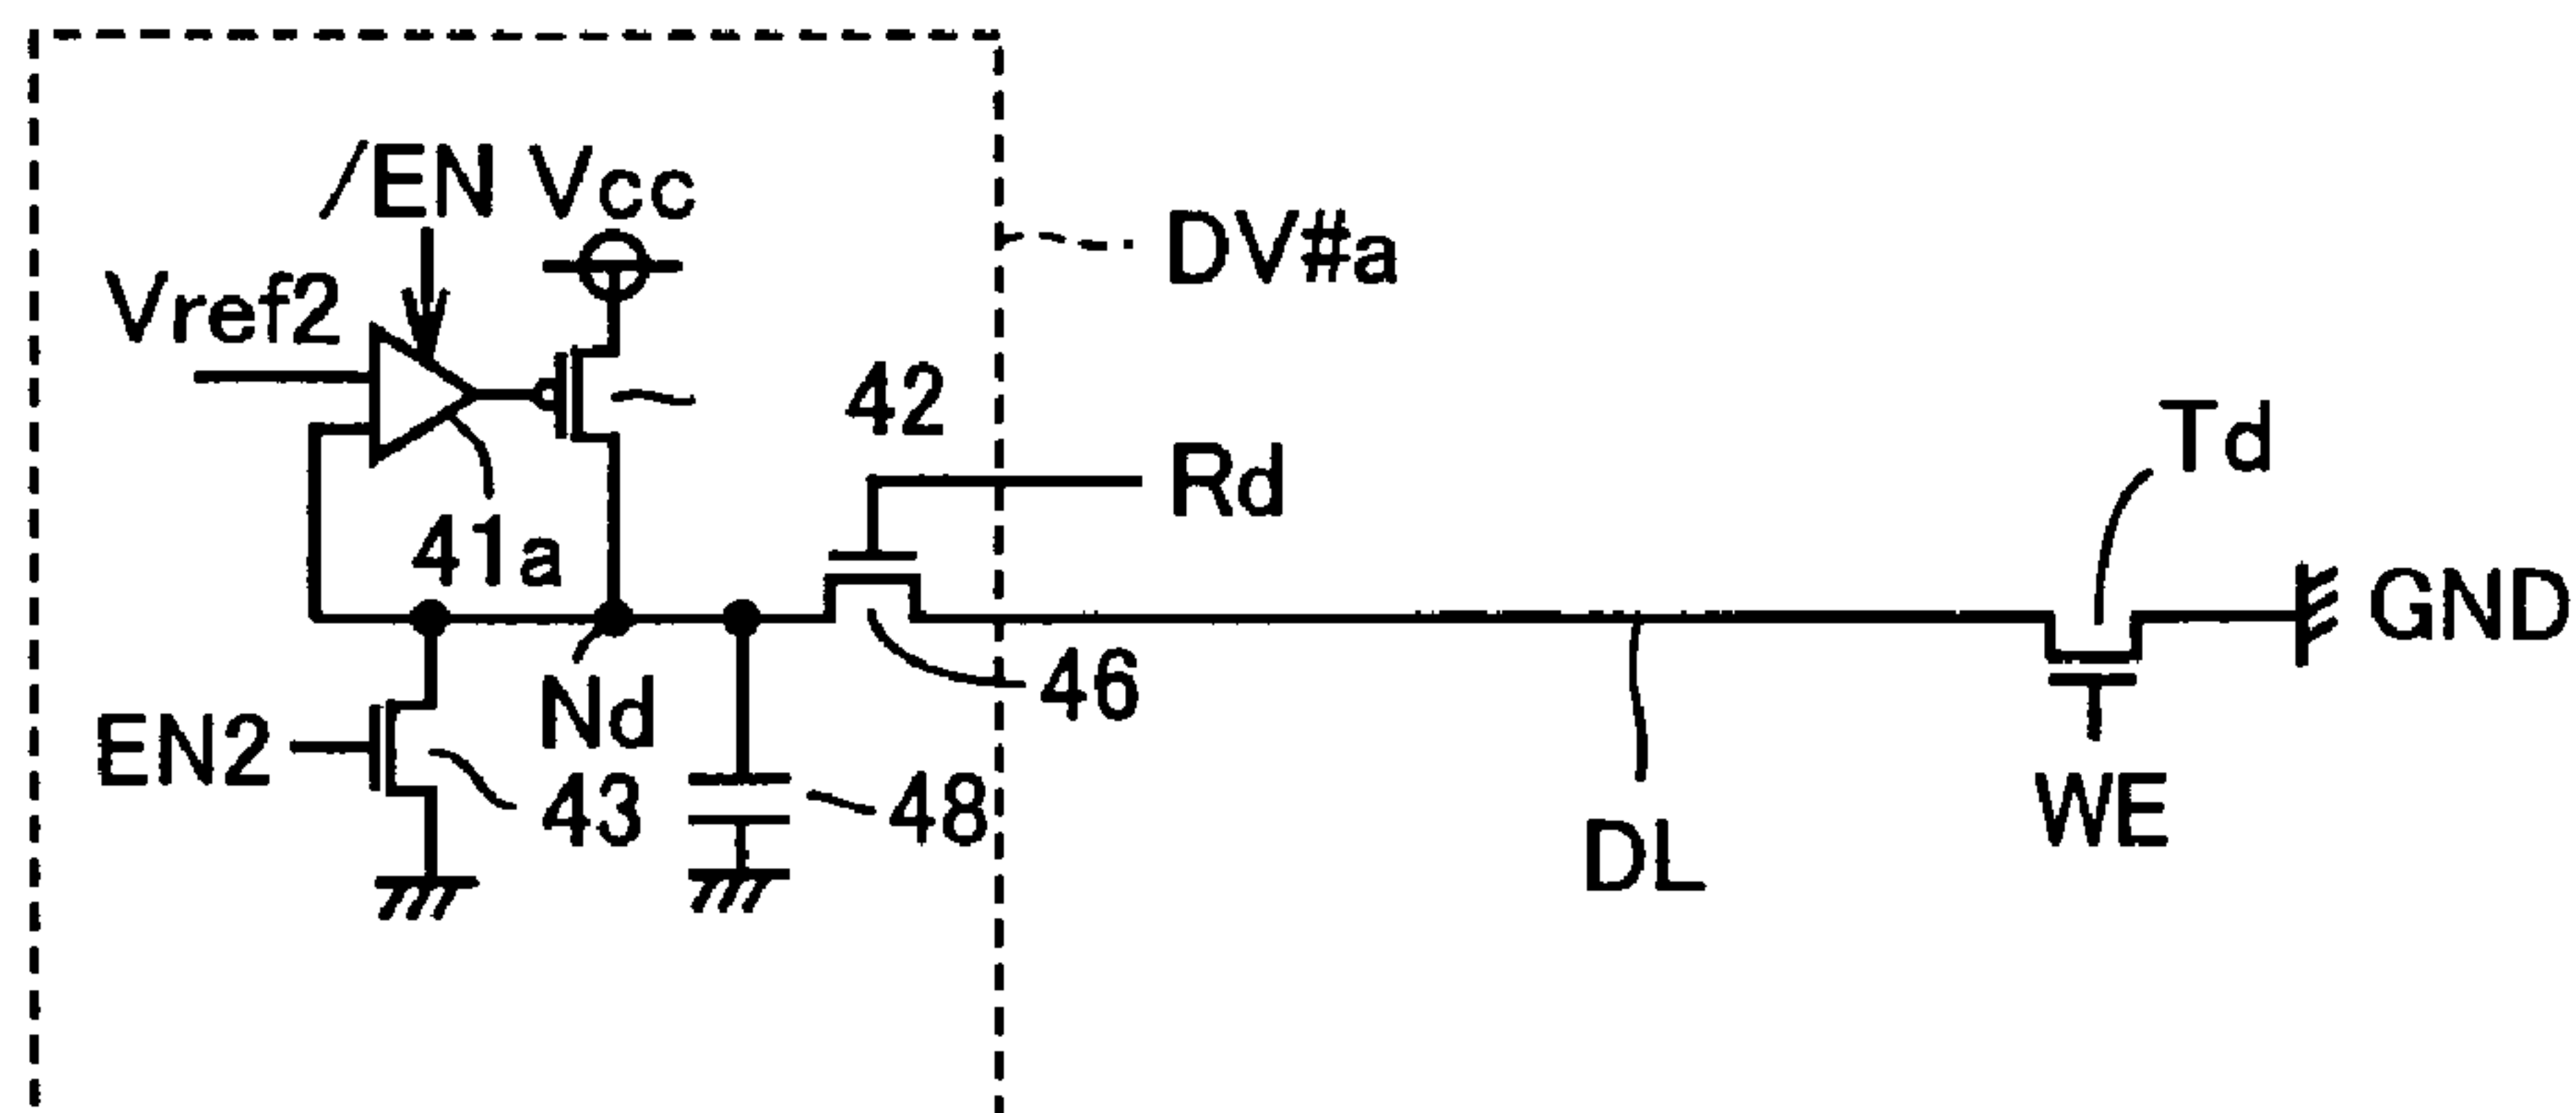 /EN Vcc
Vref2
DV#a
42
Rd
Td
41a
GND
46
Nd
EN2
43
48
DL
WE